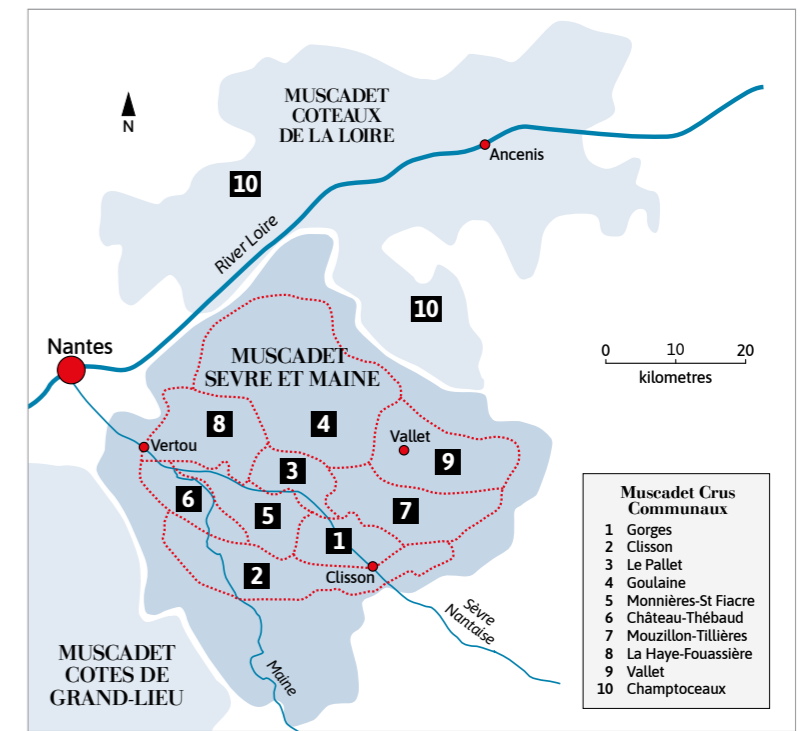 MUSCADET
COTEAUX
DE LA LOIRE
N
Ancenis
10
River Loire
10
Nantes
0 10 20
kilometres
MUSCADET
SEVRE ET MAINE
8
4
Vallet
Vertou
9
3
6
5
7
1
Clisson
2
Sèvre
Nantaise
Maine
MUSCADET
COTES DE
GRAND-LIEU
Muscadet Crus
Communaux
1 Gorges
2 Clisson
3 Le Pallet
4 Goulaine
5 Monnières-St Fiacre
6 Château-Thébaud
7 Mouzillon-Tillières
8 La Haye-Fouassière
9 Vallet
10 Champtoceaux